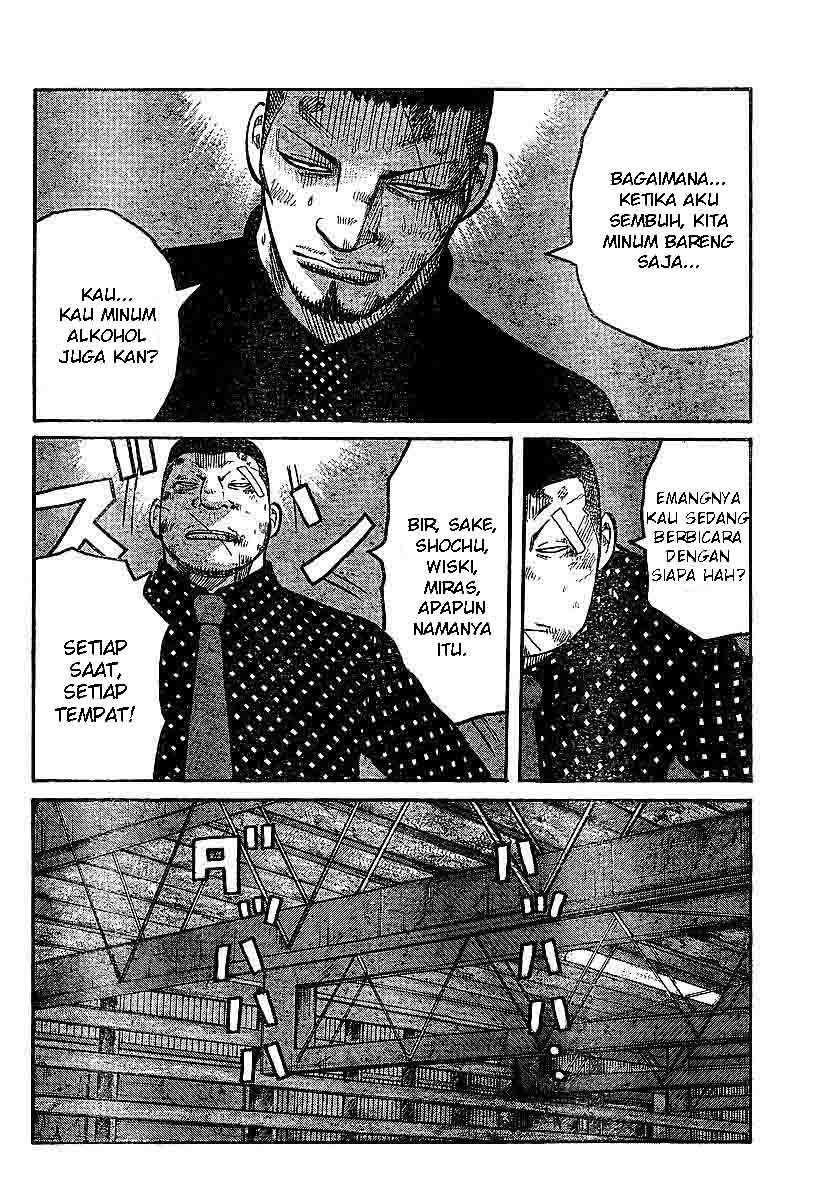 BAGAIMANA...
KETIKA AKU
SEMBUH, KITA
MINUM BARENG
SAJA...
KAU...
KAU MINUM
ALKOHOL
JUGA KAN?
EMANGNYA
KAU SEDANG
BERBICARA
DENGAN
SIAPA HAH?
BIR, SAKE,
SHOCHU,
WISKI,
MIRAS,
APAPUN
NAMANYA
ITU.
SETIAP
SAAT,
SETIAP
TEMPAT!
ズン